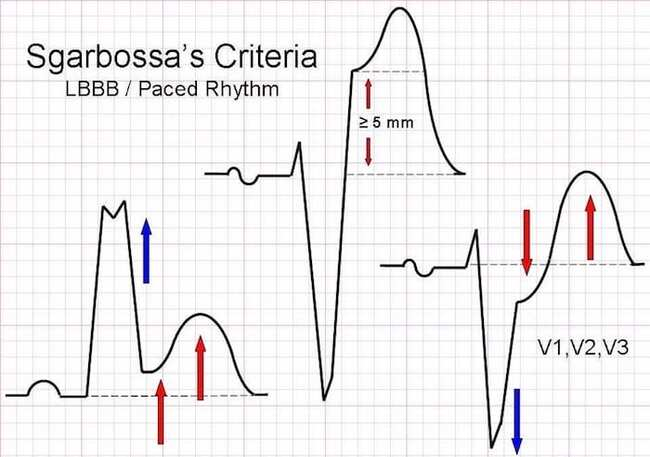 Sgarbossa's Criteria
LBBB / Paced Rhythm
≥ 5 mm
V1,V2,V3